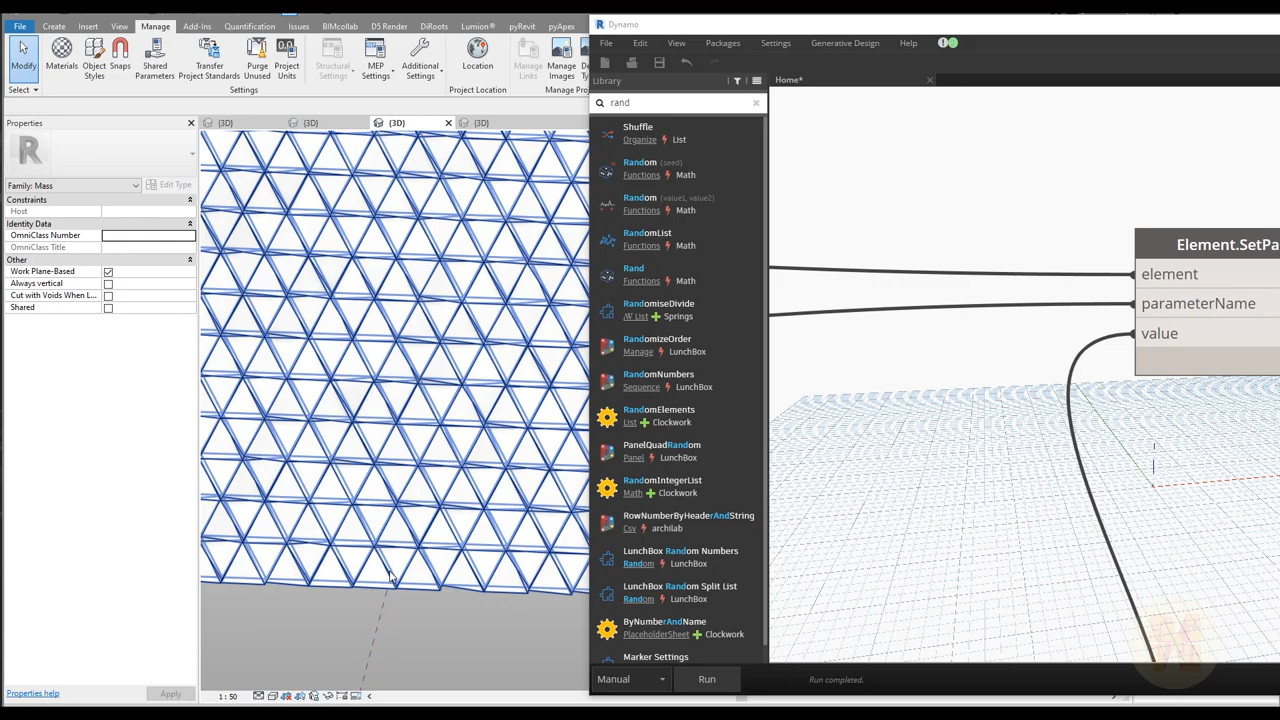 Dynamo
File
Create
Insert
View
Manage
Add-Ins
Quantification
Issues
BIMcollab
D5 Render
DiRoots
Lumion®
pyRevit
pyApex
Modify
Materials
Object Styles
Snaps
Shared Parameters
Transfer Project Standards
Purge Unused
Project Units
Structural Settings
MEP Settings
Additional Settings
Location
Manage Links
Manage Images
Select
Settings
Project Location
Manage Pro
Properties
{3D}
{3D}
{3D}
{3D}
Family: Mass
Edit Type
Constraints
Host
Identity Data
OmniClass Number
OmniClass Title
Other
Work Plane-Based
Always vertical
Cut with Voids When L...
Shared
Properties help
Apply
1 : 50
File
Edit
View
Packages
Settings
Generative Design
Help
Library
Home*
rand
Shuffle
Organize List
Random (seed)
Functions Math
Random (value1, value2)
Functions Math
RandomList
Functions Math
Rand
Functions Math
RandomiseDivide
/W List Springs
RandomizeOrder
Manage LunchBox
RandomNumbers
Sequence LunchBox
RandomElements
List Clockwork
PanelQuadRandom
Panel LunchBox
RandomIntegerList
Math Clockwork
RowNumberByHeaderAndString
Csv archilab
LunchBox Random Numbers
Random LunchBox
LunchBox Random Split List
Random LunchBox
ByNumberAndName
PlaceholderSheet Clockwork
Marker Settings
Manual
Run
Run completed.
Element.SetPa
element
parameterName
value